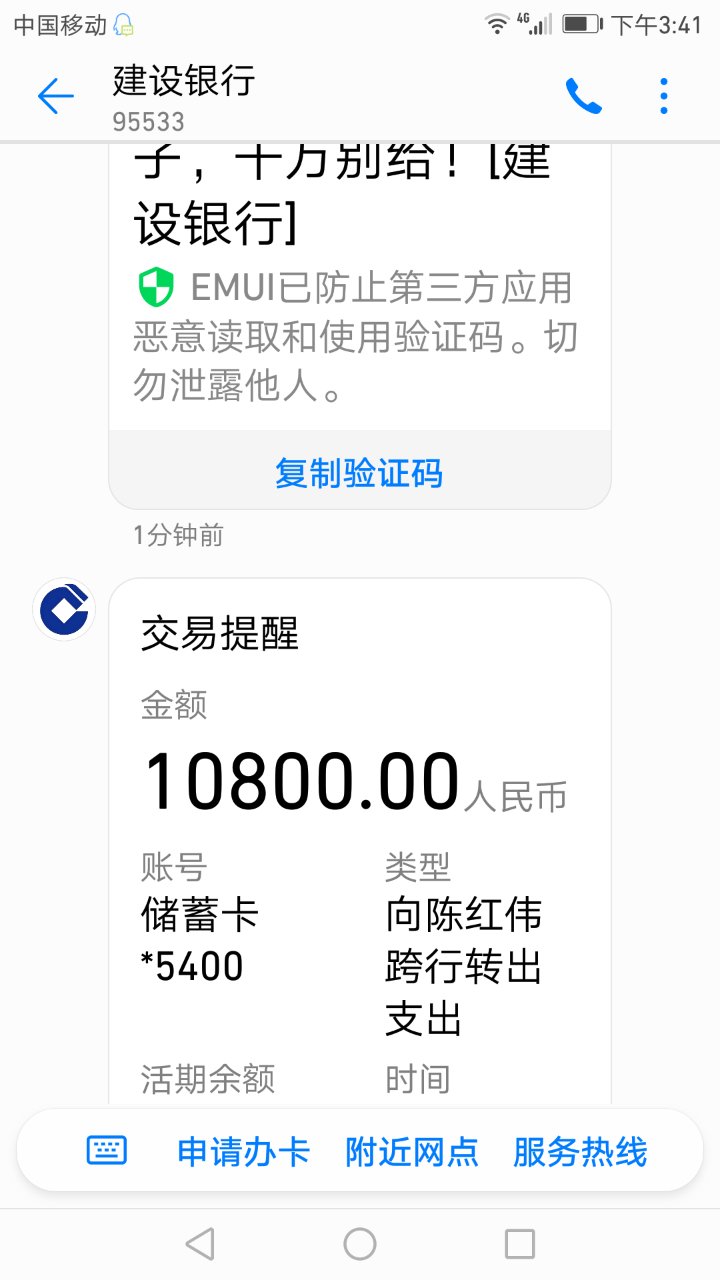 中国移动 4G 下午3:41
建设银行
95533
子，千万别给！[建
设银行]
EMUI已防止第三方应用
恶意读取和使用验证码。切
勿泄露他人。
复制验证码
1分钟前
交易提醒
金额
10800.00人民币
账号 类型
储蓄卡 向陈红伟
*5400 跨行转出
支出
活期余额 时间
申请办卡 附近网点 服务热线